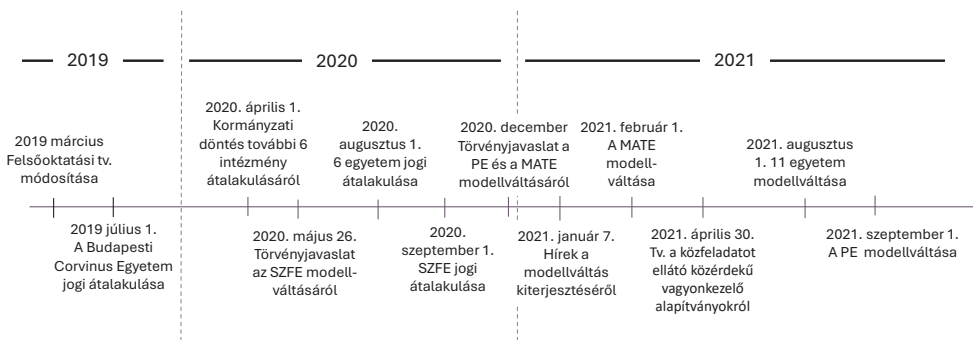 2019
2020
2021
2019 március
Felsőoktatási tv.
módosítása
2019 július 1.
A Budapesti
Corvinus Egyetem
jogi átalakulása
2020. április 1.
Kormányzati
döntés további 6
intézmény
átalakulásáról
2020. május 26.
Törvényjavaslat
az SZFE modell-
váltásáról
2020.
augusztus 1.
6 egyetem jogi
átalakulása
2020.
szeptember 1.
SZFE jogi
átalakulása
2020. december
Törvényjavaslat a
PE és a MATE
modellváltásáról
2021. január 7.
Hírek a
modellváltás
kiterjesztéséről
2021. február 1.
A MATE
modell-
váltása
2021. április 30.
Tv. a közfeladatot
ellátó közérdekű
vagyonkezelő
alapítványokról
2021. augusztus
1. 11 egyetem
modellváltása
2021. szeptember 1.
A PE modellváltása